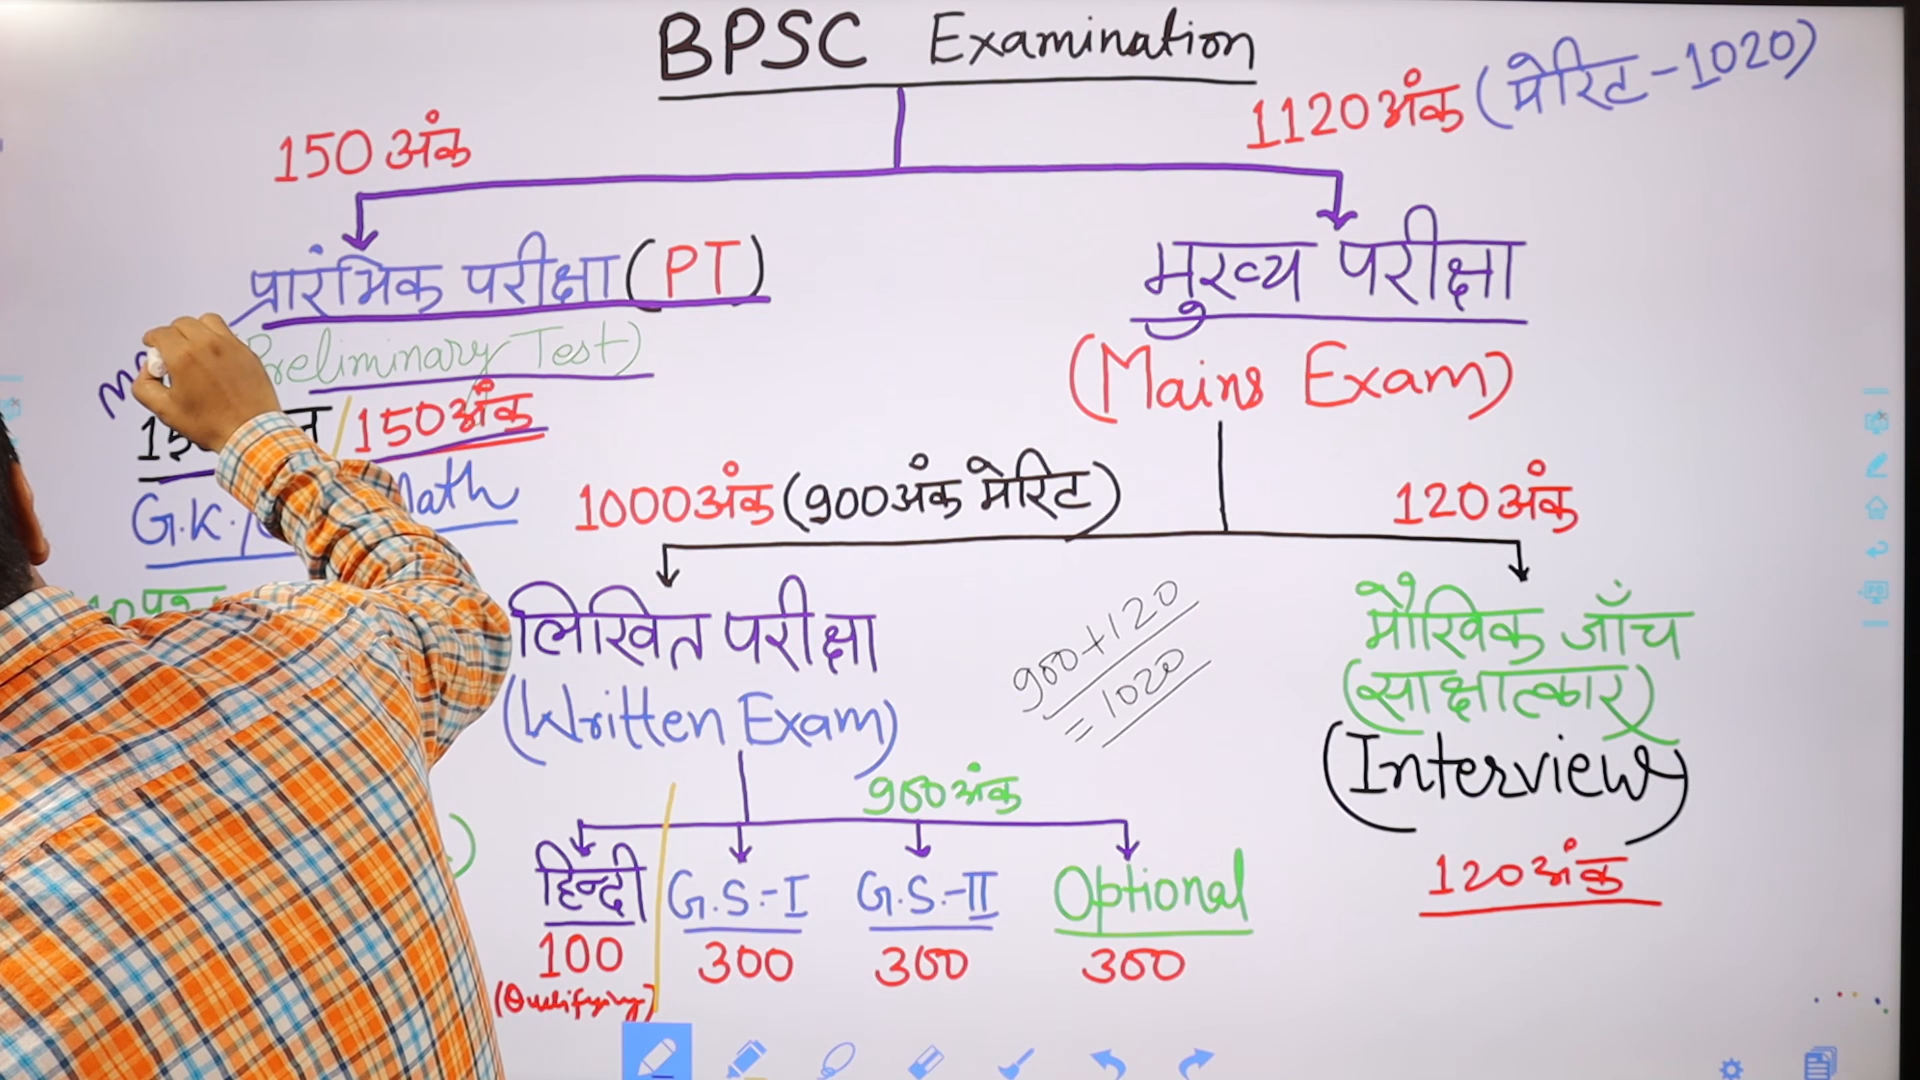 BPSC Examination
150 अंक
1120 अंक (मेरिट - 1020)
प्रारंभिक परीक्षा (PT)
Preliminary Test)
150 अंक
G.K.
Math
मुख्य परीक्षा
(Mains Exam)
1000 अंक (900 अंक मेरिट)
120 अंक
लिखित परीक्षा
(Written Exam)
900+120
= 1020
मौखिक जाँच
(साक्षात्कार)
(Interview)
120 अंक
900 अंक
हिन्दी G.S.-I G.S.-II Optional
100 300 300 300
(Qualifying)